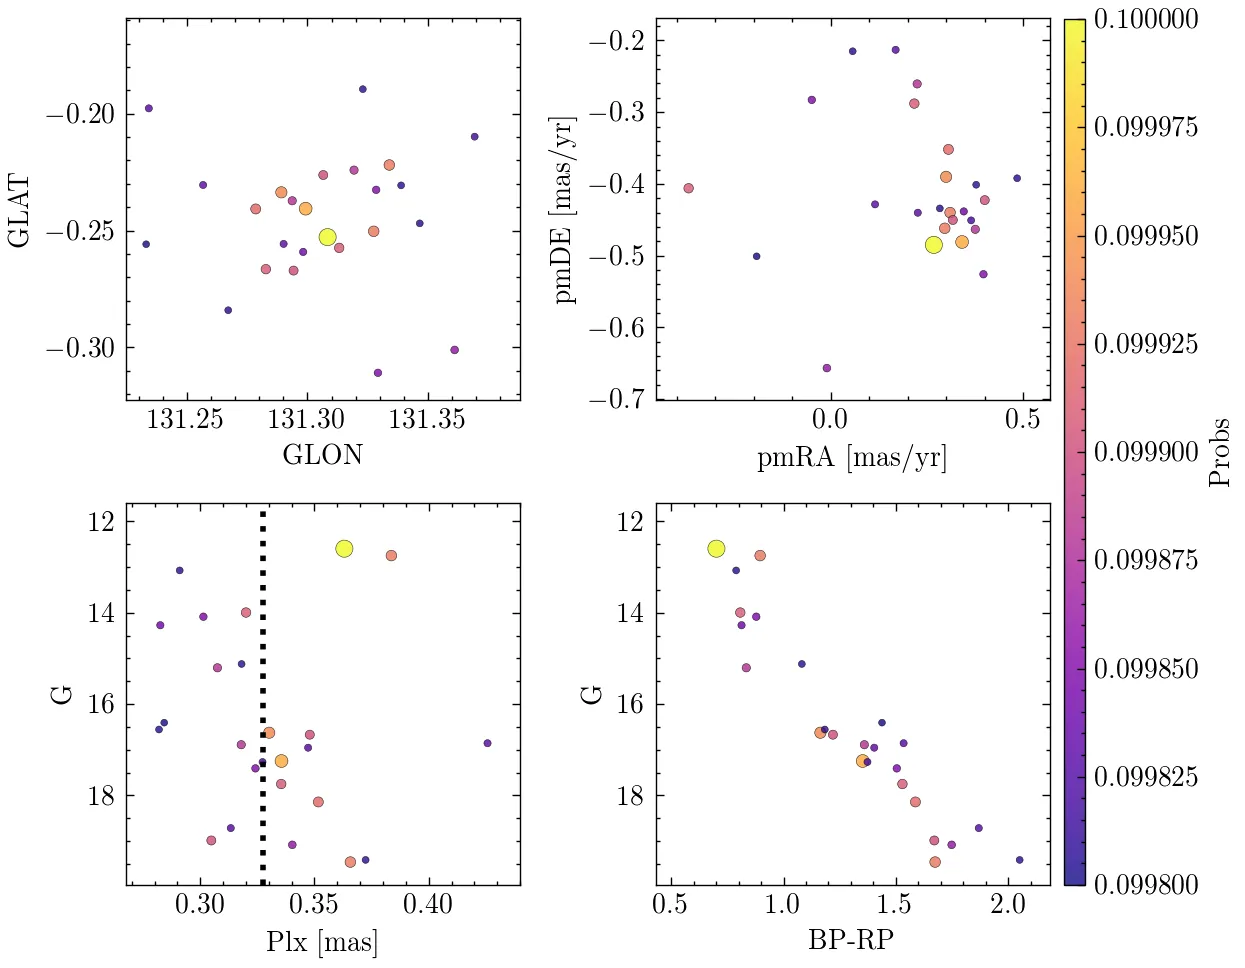 −0.20
−0.25
−0.30
GLAT
131.25 131.30 131.35
GLON
−0.2
−0.3
−0.4
−0.5
−0.6
−0.7
pmDE [mas/yr]
0.0 0.5
pmRA [mas/yr]
12
14
16
18
G
0.30 0.35 0.40
Plx [mas]
12
14
16
18
G
0.5 1.0 1.5 2.0
BP-RP
0.100000
0.099975
0.099950
0.099925
0.099900
0.099875
0.099850
0.099825
0.099800
Probs